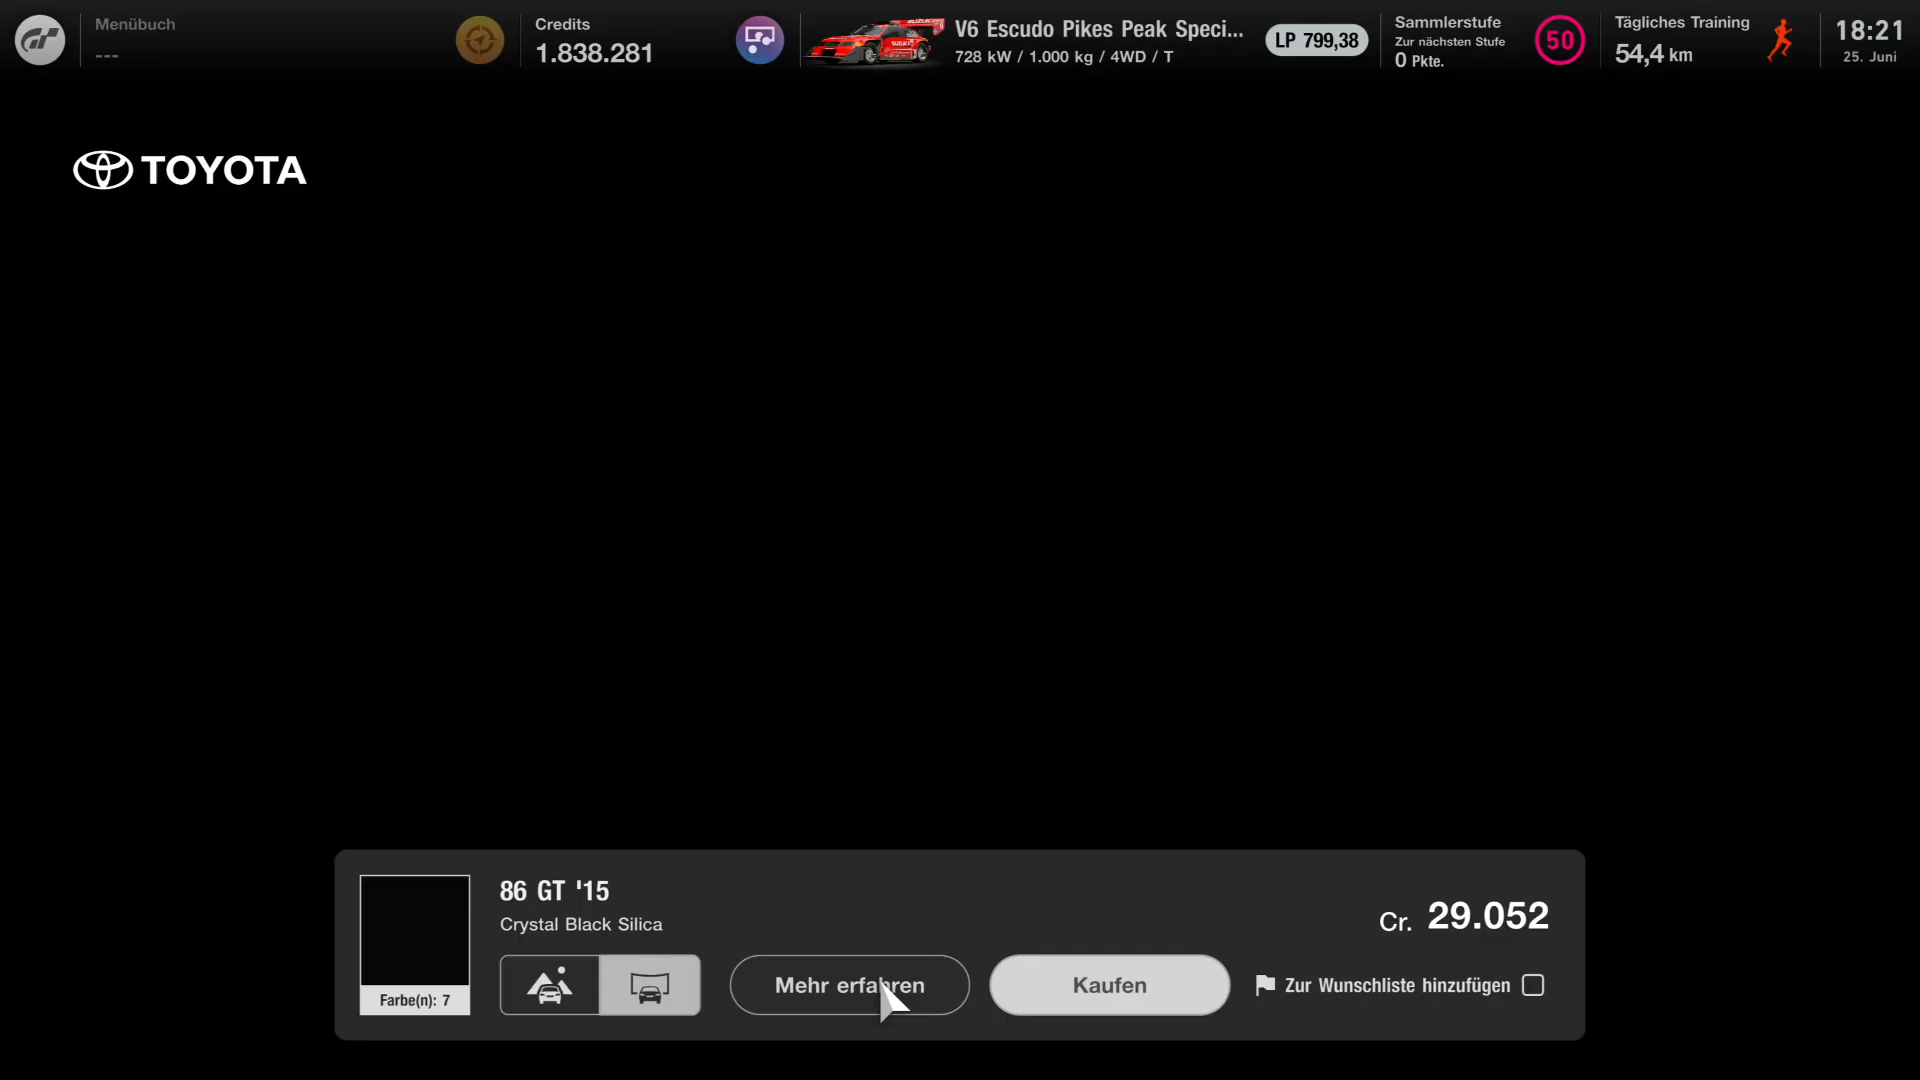 Menübuch
---
Credits
1.838.281
V6 Escudo Pikes Peak Speci...
728 kW / 1.000 kg / 4WD / T
LP 799,38
Sammlerstufe
Zur nächsten Stufe
0 Pkte.
50
Tägliches Training
54,4 km
18:21
25. Juni
TOYOTA
86 GT '15
Crystal Black Silica
Cr. 29.052
Farbe(n): 7
Mehr erfahren
Kaufen
Zur Wunschliste hinzufügen